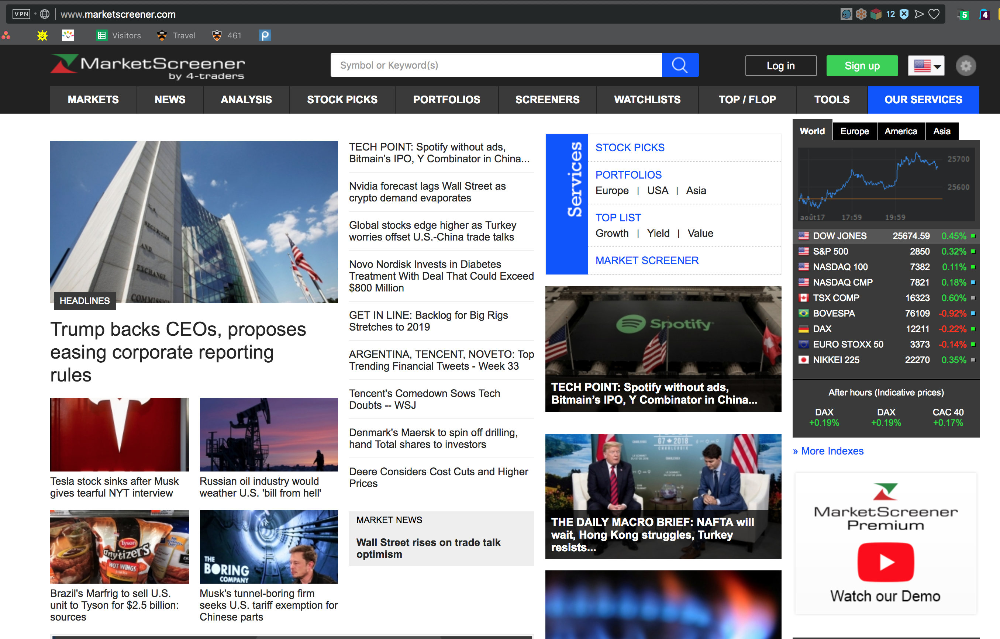 VPN
www.marketscreener.com
12
5
4
Visitors
Travel
461
MarketScreener
by 4-traders
Symbol or Keyword(s)
Log in
Sign up
MARKETS
NEWS
ANALYSIS
STOCK PICKS
PORTFOLIOS
SCREENERS
WATCHLISTS
TOP / FLOP
TOOLS
OUR SERVICES
U.S.
SECURITIES
AND
EXCHANGE
COMMISSION
HEADLINES
Trump backs CEOs, proposes
easing corporate reporting
rules
Tesla stock sinks after Musk
gives tearful NYT interview
Russian oil industry would
weather U.S. 'bill from hell'
Tyson
any'tizers
HOT WINGS
Brazil's Marfrig to sell U.S.
unit to Tyson for $2.5 billion:
sources
THE
BORING
COMPANY
Musk's tunnel-boring firm
seeks U.S. tariff exemption for
Chinese parts
TECH POINT: Spotify without ads,
Bitmain’s IPO, Y Combinator in China...
Nvidia forecast lags Wall Street as
crypto demand evaporates
Global stocks edge higher as Turkey
worries offset U.S.-China trade talks
Novo Nordisk Invests in Diabetes
Treatment With Deal That Could Exceed
$800 Million
GET IN LINE: Backlog for Big Rigs
Stretches to 2019
ARGENTINA, TENCENT, NOVETO: Top
Trending Financial Tweets - Week 33
Tencent's Comedown Sows Tech
Doubts -- WSJ
Denmark's Maersk to spin off drilling,
hand Total shares to investors
Deere Considers Cost Cuts and Higher
Prices
MARKET NEWS
Wall Street rises on trade talk
optimism
Services
STOCK PICKS
PORTFOLIOS
Europe | USA | Asia
TOP LIST
Growth | Yield | Value
MARKET SCREENER
Spotify
TECH POINT: Spotify without ads,
Bitmain’s IPO, Y Combinator in China...
G7 2018
CHARLEVOIX
THE DAILY MACRO BRIEF: NAFTA will
wait, Hong Kong struggles, Turkey
resists...
World
Europe
America
Asia
25700
25600
août17 17:59 19:59
DOW JONES 25674.59 0.45%
S&P 500 2850 0.32%
NASDAQ 100 7382 0.11%
NASDAQ CMP 7821 0.18%
TSX COMP 16323 0.60%
BOVESPA 76109 -0.92%
DAX 12211 -0.22%
EURO STOXX 50 3373 -0.14%
NIKKEI 225 22270 0.35%
After hours (Indicative prices)
DAX DAX CAC 40
+0.19% +0.19% +0.17%
» More Indexes
MarketScreener
Premium
Watch our Demo